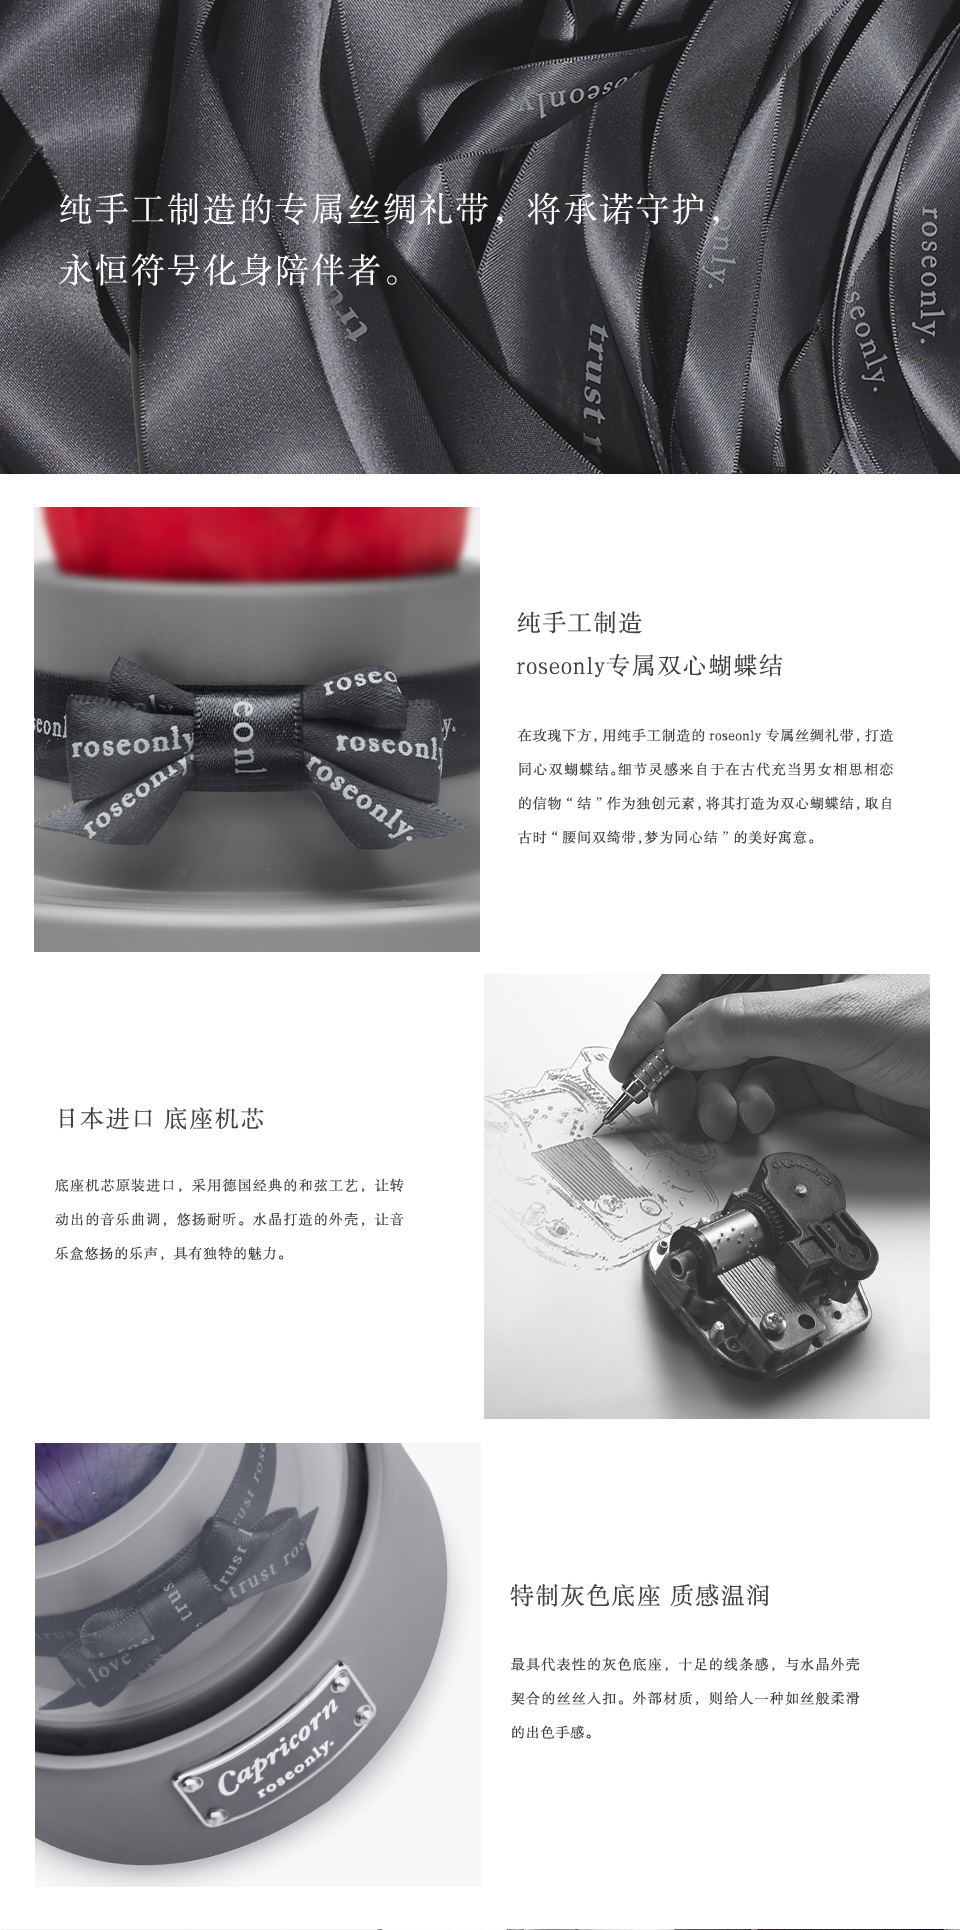 roseonly.
纯手工制造的专属丝绸礼带，将承诺守护，
永恒符号化身陪伴者。
only.
roseonly.
seonly.
tru
trust r
纯手工制造
roseonly专属双心蝴蝶结
roseo
eonl
seonl
y.
roseonly
roseonly
roseonly.
roseonly.
在玫瑰下方，用纯手工制造的 roseonly 专属丝绸礼带，打造
同心双蝴蝶结。细节灵感来自于在古代充当男女相思相恋
的信物“结”作为独创元素，将其打造为双心蝴蝶结，取自
古时“腰间双绮带，梦为同心结”的美好寓意。
日本进口 底座机芯
底座机芯原装进口，采用德国经典的和弦工艺，让转
动出的音乐曲调，悠扬耐听。水晶打造的外壳，让音
乐盒悠扬的乐声，具有独特的魅力。
rust rose
trust 1
trust ros
trus
trus
love
Capricorn
roseonly.
特制灰色底座 质感温润
最具代表性的灰色底座，十足的线条感，与水晶外壳
契合的丝丝入扣。外部材质，则给人一种如丝般柔滑
的出色手感。